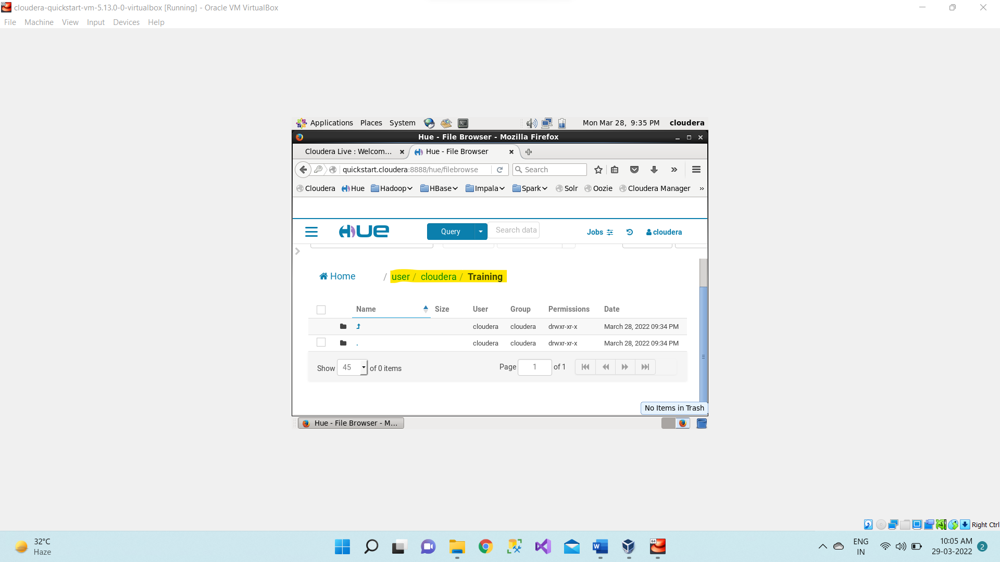 cloudera-quickstart-vm-5.13.0-0-virtualbox [Running] - Oracle VM VirtualBox
File Machine View Input Devices Help
Applications Places System Mon Mar 28, 9:35 PM cloudera
Hue - File Browser - Mozilla Firefox
Cloudera Live : Welcom... Hue - File Browser
quickstart.cloudera:8888/hue/filebrowse Search
Cloudera Hue Hadoop HBase Impala Spark Solr Oozie Cloudera Manager »
HUE Query Search data Jobs cloudera
Home / user / cloudera / Training
Name Size User Group Permissions Date
cloudera cloudera drwxr-xr-x March 28, 2022 09:34 PM
. cloudera cloudera drwxr-xr-x March 28, 2022 09:34 PM
Show 45 of 0 items Page 1 of 1
No Items in Trash
Hue - File Browser - M...
Right Ctrl
32°C
Haze
ENG
IN
10:05 AM
29-03-2022
2